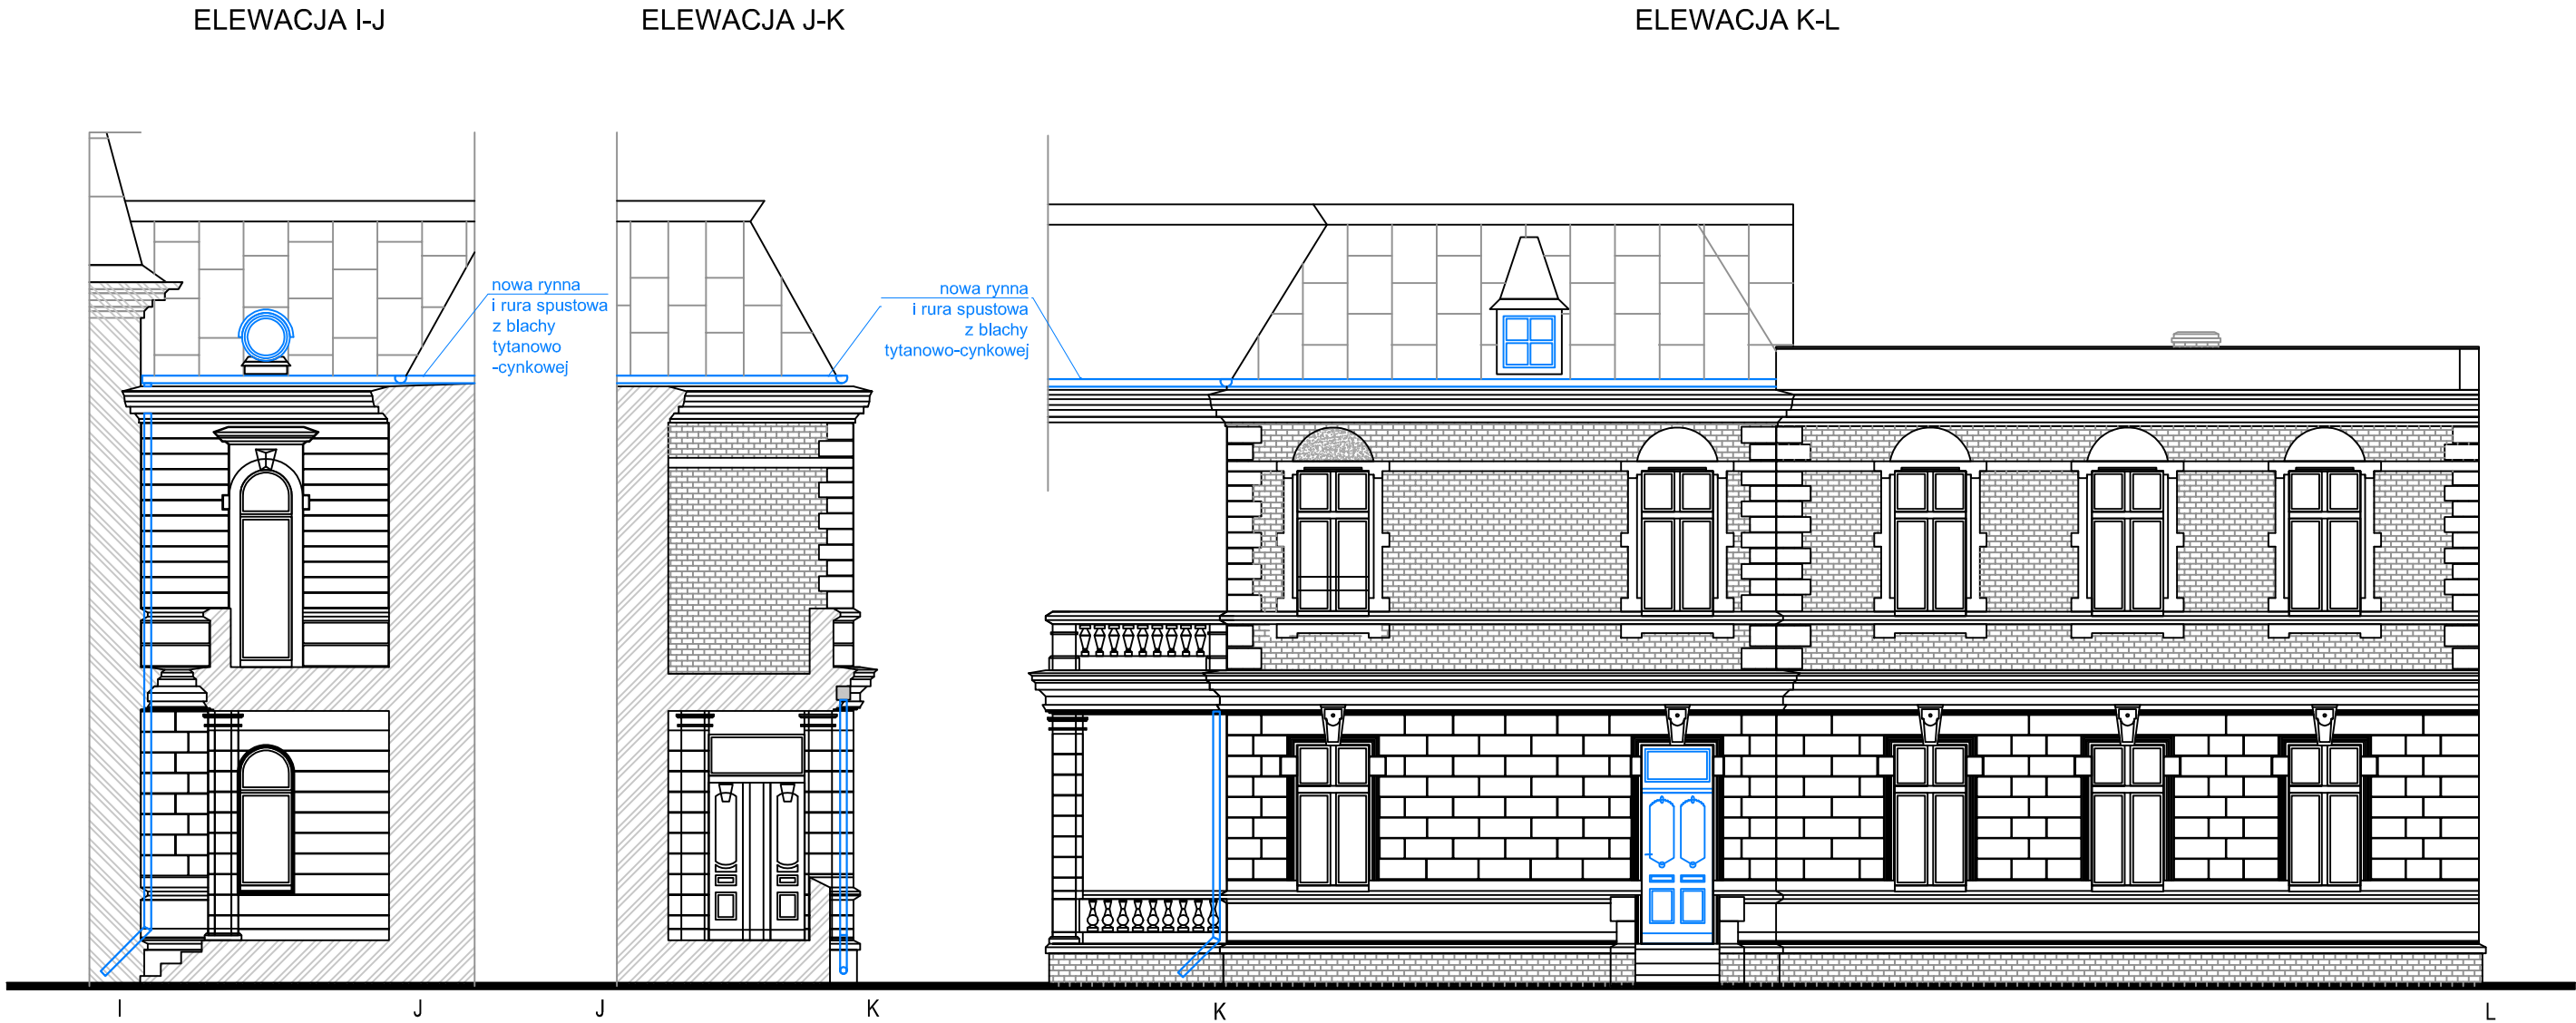 ELEWACJA I-J
ELEWACJA J-K
ELEWACJA K-L
nowa rynna
i rura spustowa
z blachy
tytanowo
-cynkowej
nowa rynna
i rura spustowa
z blachy
tytanowo-cynkowej
I
J
J
K
K
L